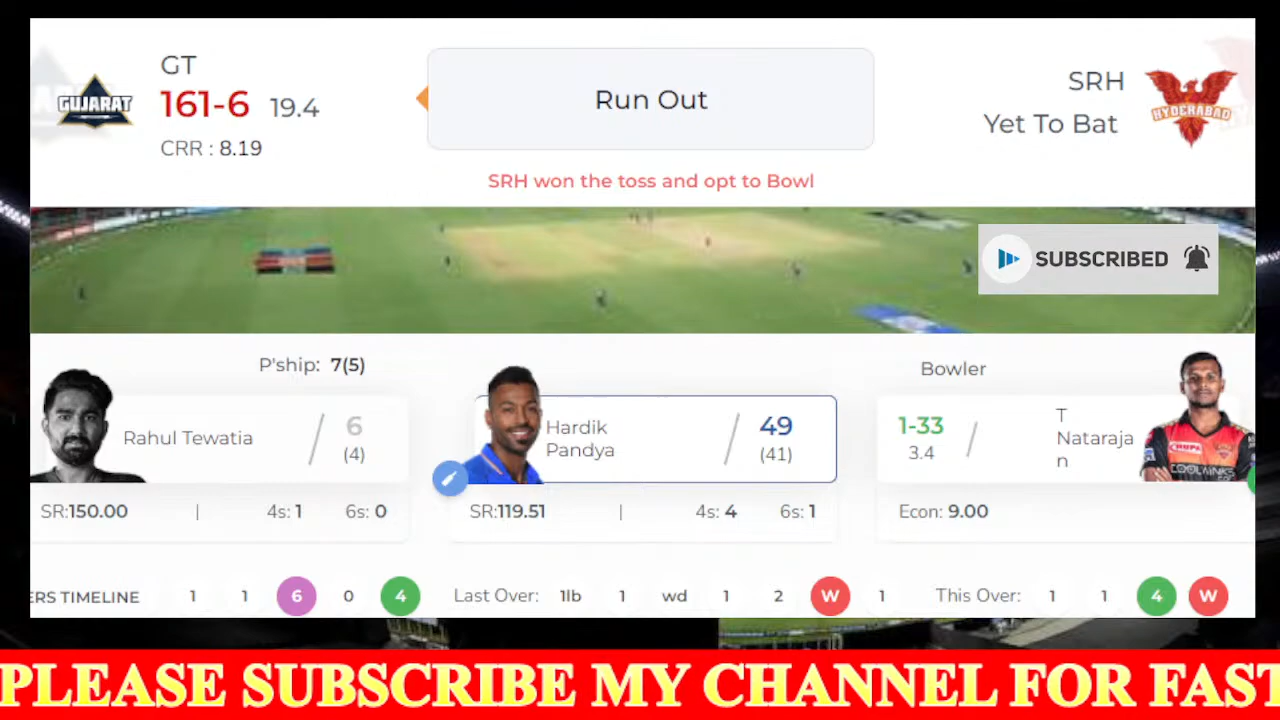 GT
161-6 19.4
CRR : 8.19
GUJARAT
Run Out
SRH won the toss and opt to Bowl
SRH
Yet To Bat
HYDERABAD
SUBSCRIBED
P'ship: 7(5)
Rahul Tewatia
6
(4)
SR:150.00 | 4s: 1 6s: 0
Hardik
Pandya
49
(41)
SR:119.51 | 4s: 4 6s: 1
Bowler
1-33
3.4
T
Nataraja
n
Econ: 9.00
ERS TIMELINE 1 1 6 0 4 Last Over: 1lb 1 wd 1 2 W 1 This Over: 1 1 4 W
PLEASE SUBSCRIBE MY CHANNEL FOR FAST